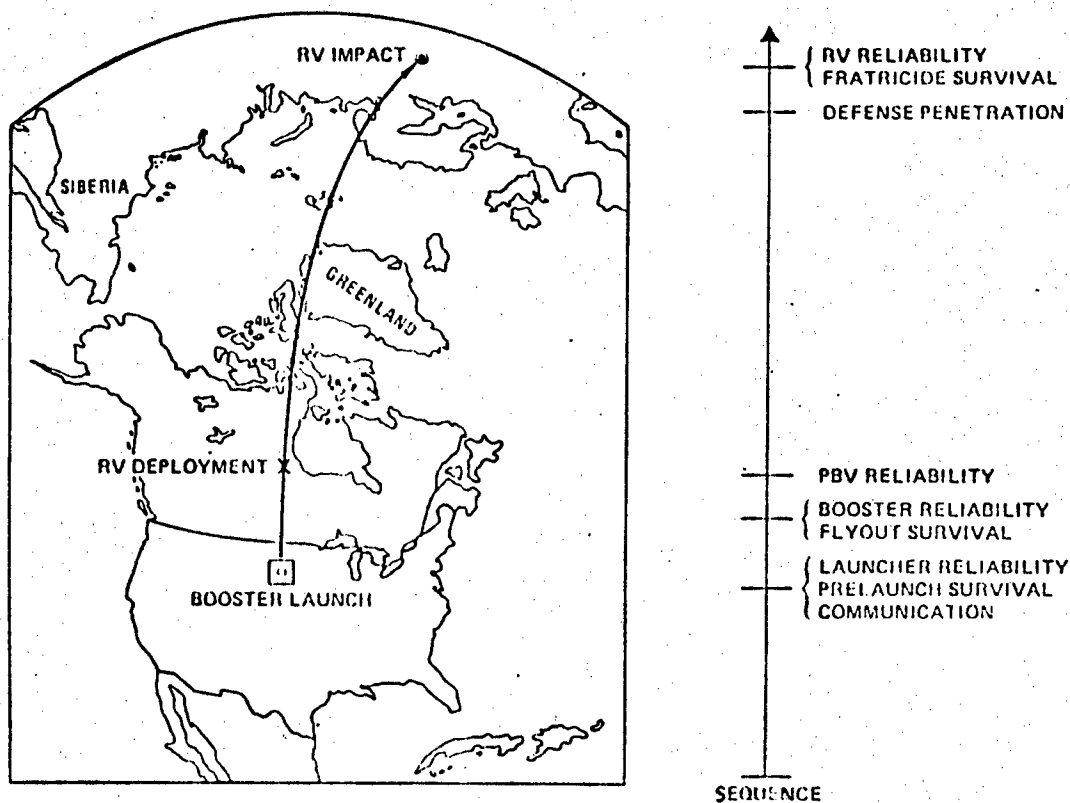 RV IMPACT
SIBERIA
GREENLAND
RV DEPLOYMENT
BOOSTER LAUNCH
RV RELIABILITY
FRATRICIDE SURVIVAL
DEFENSE PENETRATION
PBV RELIABILITY
BOOSTER RELIABILITY
FLYOUT SURVIVAL
LAUNCHER RELIABILITY
PRELAUNCH SURVIVAL
COMMUNICATION
SEQUENCE